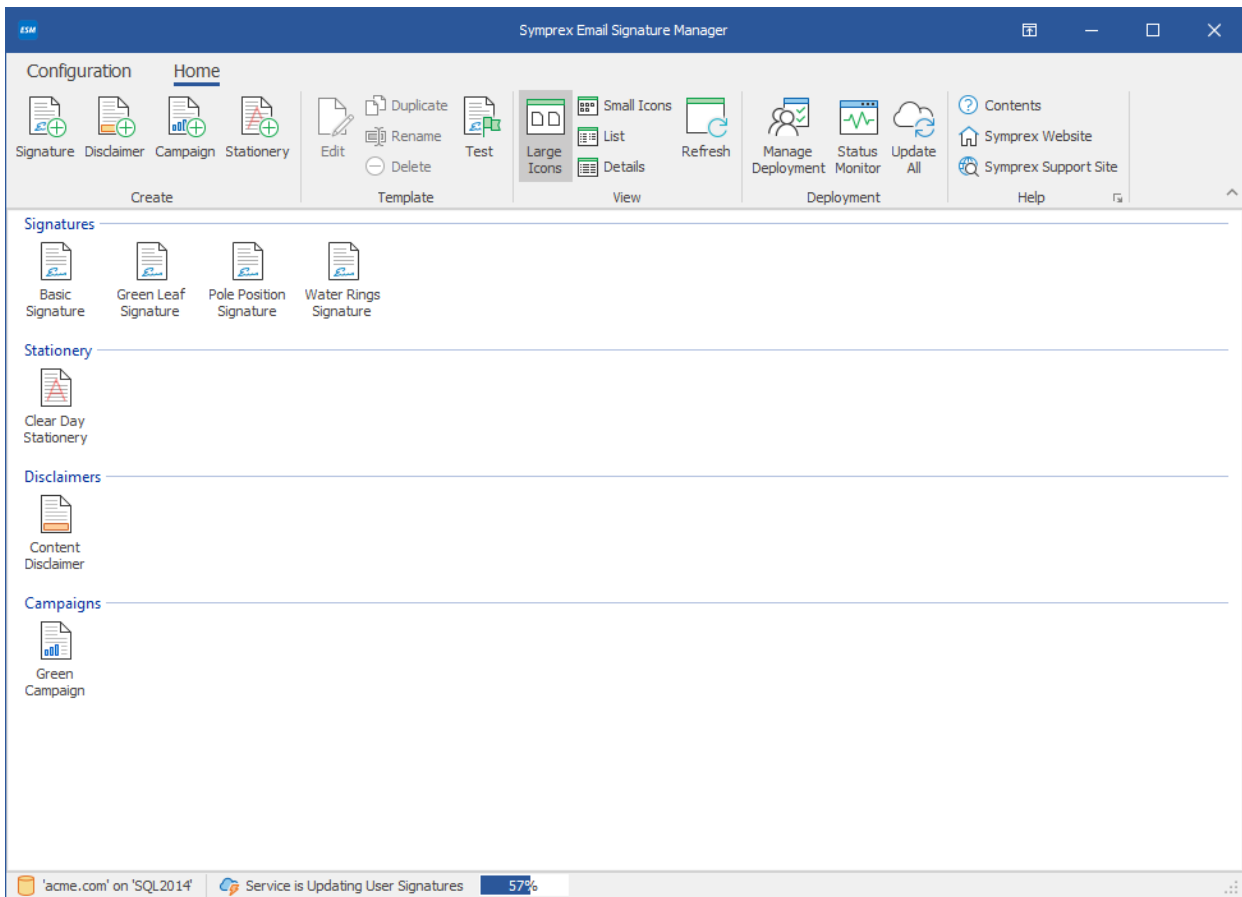 ESM
Symprex Email Signature Manager
Configuration Home
Signature Disclaimer Campaign Stationery
Create
Edit
Duplicate
Rename
Delete
Test
Template
Large
Icons
Small Icons
List
Details
Refresh
View
Manage
Deployment
Status
Monitor
Update
All
Deployment
Contents
Symprex Website
Symprex Support Site
Help
Signatures
Basic
Signature
Green Leaf
Signature
Pole Position
Signature
Water Rings
Signature
Stationery
Clear Day
Stationery
Disclaimers
Content
Disclaimer
Campaigns
Green
Campaign
'acme.com' on 'SQL2014' Service is Updating User Signatures 57%